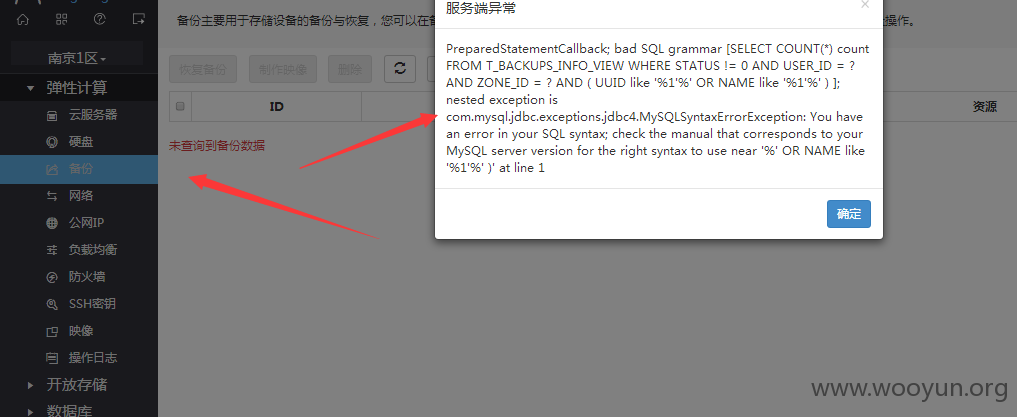 备份主要用于存储设备的备份与恢复，您可以在备
操作。
南京1区
弹性计算
云服务器
硬盘
备份
网络
公网IP
负载均衡
防火墙
SSH密钥
映像
操作日志
开放存储
数据库
恢复备份 制作映像 删除
ID 资源
未查询到备份数据
服务端异常 ×
PreparedStatementCallback; bad SQL grammar [SELECT COUNT(*) count
FROM T_BACKUPS_INFO_VIEW WHERE STATUS != 0 AND USER_ID = ?
AND ZONE_ID = ? AND ( UUID like '%1'%' OR NAME like '%1'%' ) ];
nested exception is
com.mysql.jdbc.exceptions.jdbc4.MySQLSyntaxErrorException: You have
an error in your SQL syntax; check the manual that corresponds to your
MySQL server version for the right syntax to use near '%' OR NAME like
'%1'%' )' at line 1
确定
www.wooyun.org